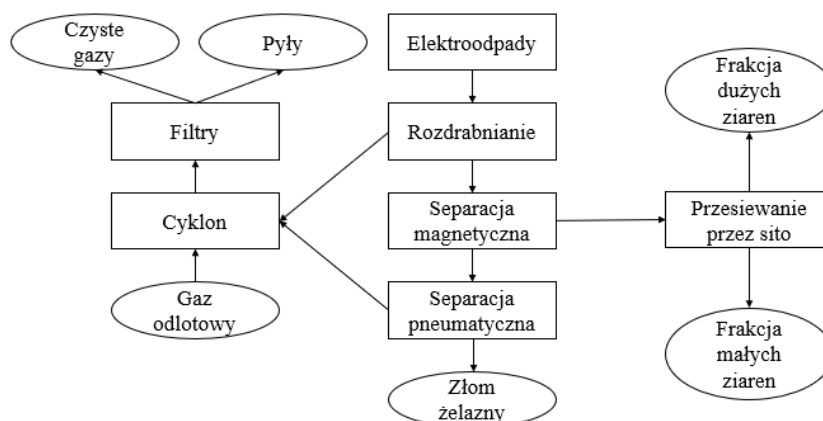 Czyste
gazy
Pyły
Elektroodpady
Frakcja
dużych
ziaren
Filtry
Rozdrabnianie
Cyklon
Separacja
magnetyczna
Przesiewanie
przez sito
Gaz
odlotowy
Separacja
pneumatyczna
Frakcja
małych
ziaren
Złom
żelazny